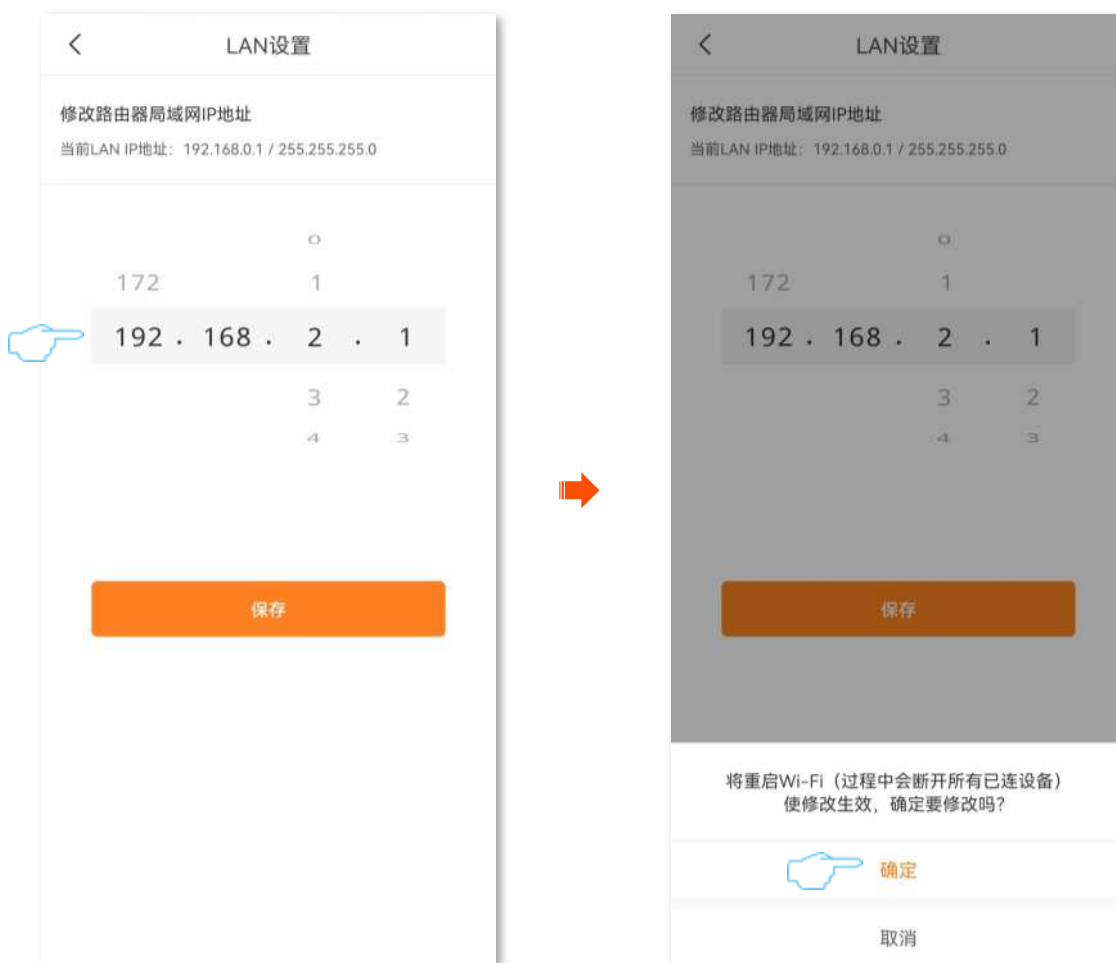 LAN设置
修改路由器局域网IP地址
当前LAN IP地址：192.168.0.1 / 255.255.255.0
0
172 1
192 . 168 . 2 . 1
3 2
4 3
保存
LAN设置
修改路由器局域网IP地址
当前LAN IP地址：192.168.0.1 / 255.255.255.0
0
172 1
192 . 168 . 2 . 1
3 2
4 3
保存
将重启Wi-Fi（过程中会断开所有已连设备）
使修改生效，确定要修改吗？
确定
取消